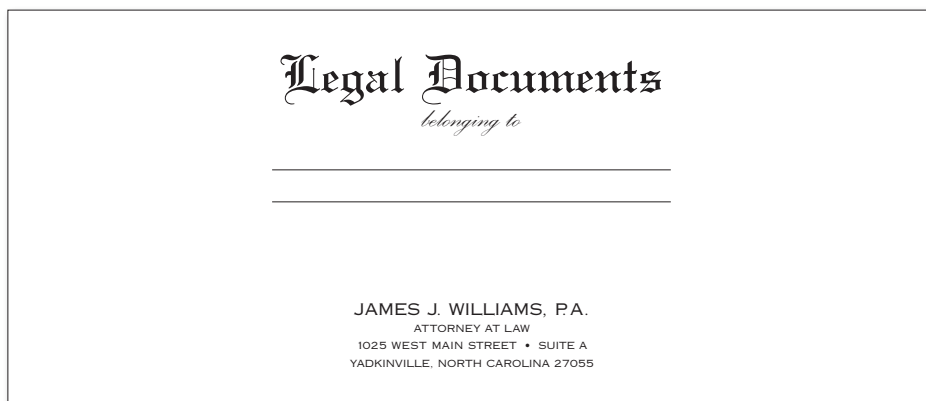 Legal Documents
belonging to
JAMES J. WILLIAMS, P.A.
ATTORNEY AT LAW
1025 WEST MAIN STREET • SUITE A
YADKINVILLE, NORTH CAROLINA 27055